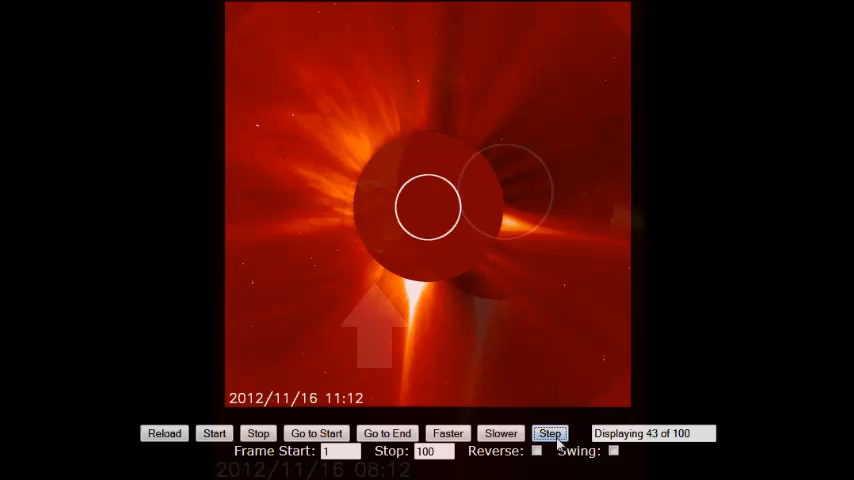 2012/11/16 11:12
Reload Start Stop Go to Start Go to End Faster Slower Step Displaying 43 of 100
Frame Start: 1 Stop: 100 Reverse: Swing:
2012/11/16 08:12